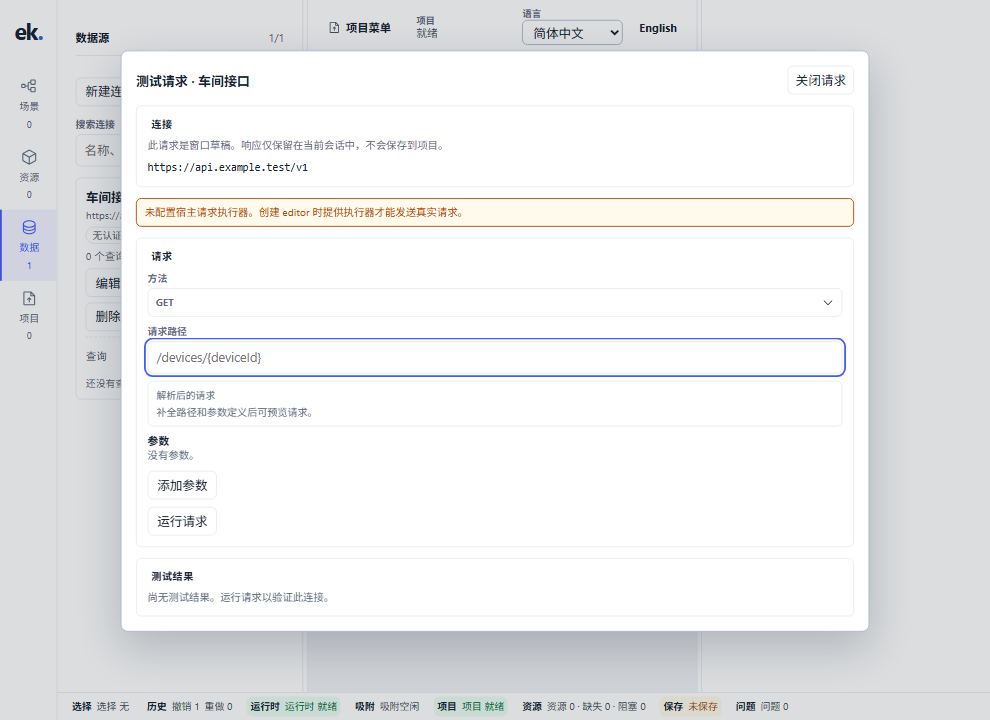 ek.
场景
0
资源
0
数据
1
项目
0
数据源
1/1
新建连
搜索连接
名称、
车间接
https://
无认证
0 个查询
编辑
删除
查询
还没有查
项目菜单
项目
就绪
语言
简体中文
English
测试请求 · 车间接口
关闭请求
连接
此请求是窗口草稿。响应仅保留在当前会话中，不会保存到项目。
https://api.example.test/v1
未配置宿主请求执行器。创建 editor 时提供执行器才能发送真实请求。
请求
方法
GET
请求路径
/devices/{deviceId}
解析后的请求
补全路径和参数定义后可预览请求。
参数
没有参数。
添加参数
运行请求
测试结果
尚无测试结果。运行请求以验证此连接。
选择 选择 无 历史 撤销 1 重做 0 运行时 运行时 就绪 吸附 吸附空闲 项目 项目 就绪 资源 资源 0 · 缺失 0 · 阻塞 0 保存 未保存 问题 问题 0